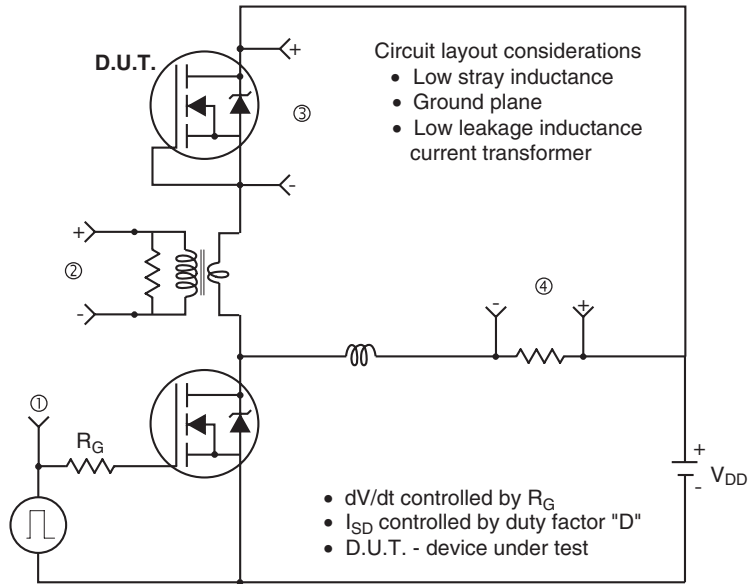 D.U.T.
+
Circuit layout considerations
• Low stray inductance
• Ground plane
• Low leakage inductance
current transformer
③
-
+
②
-
④
-
+
①
R_G
+
V_DD
-
• dV/dt controlled by R_G
• I_SD controlled by duty factor "D"
• D.U.T. - device under test